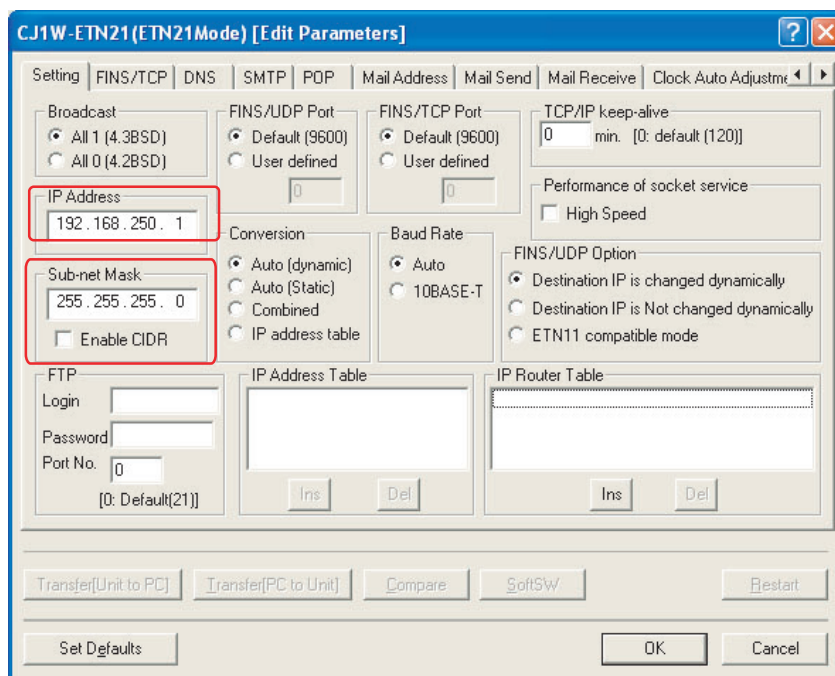 CJ1W-ETN21(ETN21Mode) [Edit Parameters]
Setting FINS/TCP DNS SMTP POP Mail Address Mail Send Mail Receive Clock Auto Adjustme
Broadcast
All 1 (4.3BSD)
All 0 (4.2BSD)
FINS/UDP Port
Default (9600)
User defined
0
FINS/TCP Port
Default (9600)
User defined
0
TCP/IP keep-alive
0 min. [0: default (120)]
Performance of socket service
High Speed
IP Address
192.168.250. 1
Sub-net Mask
255.255.255. 0
Enable CIDR
Conversion
Auto (dynamic)
Auto (Static)
Combined
IP address table
Baud Rate
Auto
10BASE-T
FINS/UDP Option
Destination IP is changed dynamically
Destination IP is Not changed dynamically
ETN11 compatible mode
FTP
Login
Password
Port No. 0
[0: Default(21)]
IP Address Table
Ins Del
IP Router Table
Ins Del
Transfer[Unit to PC] Transfer[PC to Unit] Compare SoftSW Restart
Set Defaults OK Cancel